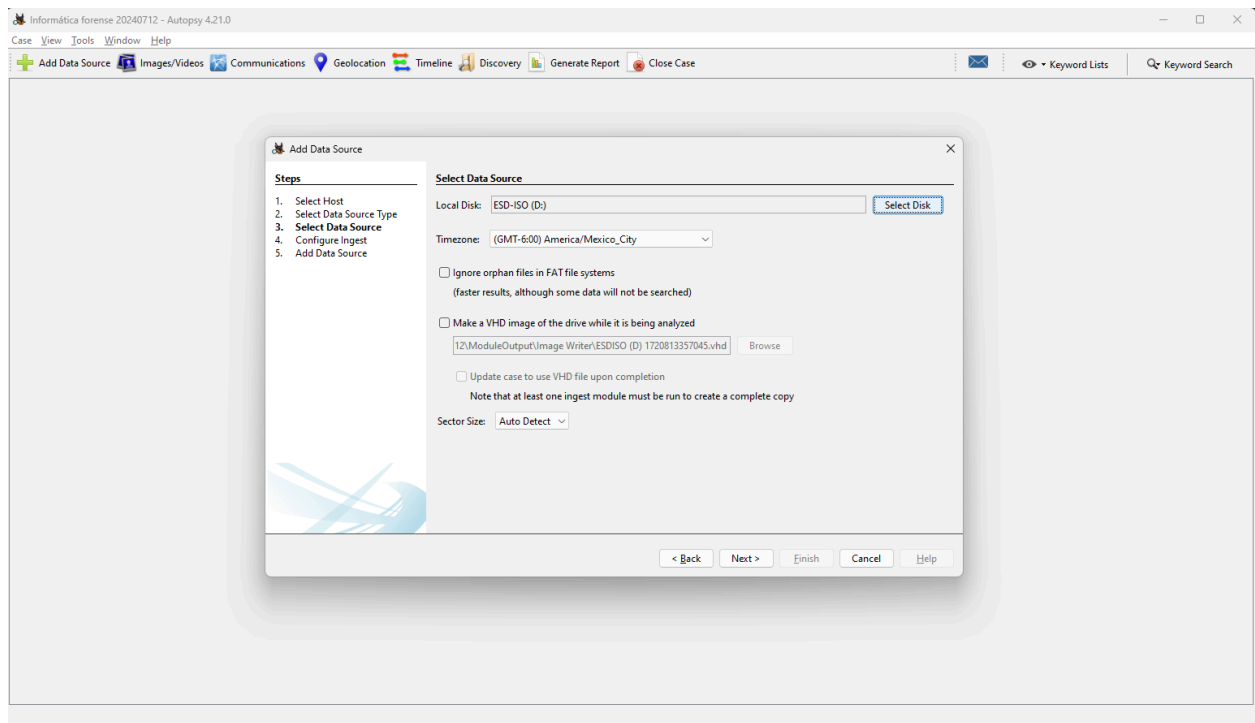 Informática forense 20240712 - Autopsy 4.21.0
Case View Tools Window Help
Add Data Source Images/Videos Communications Geolocation Timeline Discovery Generate Report Close Case Keyword Lists Keyword Search
Add Data Source
Steps
1. Select Host
2. Select Data Source Type
3. Select Data Source
4. Configure Ingest
5. Add Data Source
Select Data Source
Local Disk: ESD-ISO (D:) Select Disk
Timezone: (GMT-6:00) America/Mexico_City
Ignore orphan files in FAT file systems
(faster results, although some data will not be searched)
Make a VHD image of the drive while it is being analyzed
12\ModuleOutput\Image Writer\ESDISO (D) 1720813357045.vhd Browse
Update case to use VHD file upon completion
Note that at least one ingest module must be run to create a complete copy
Sector Size: Auto Detect
< Back Next > Finish Cancel Help